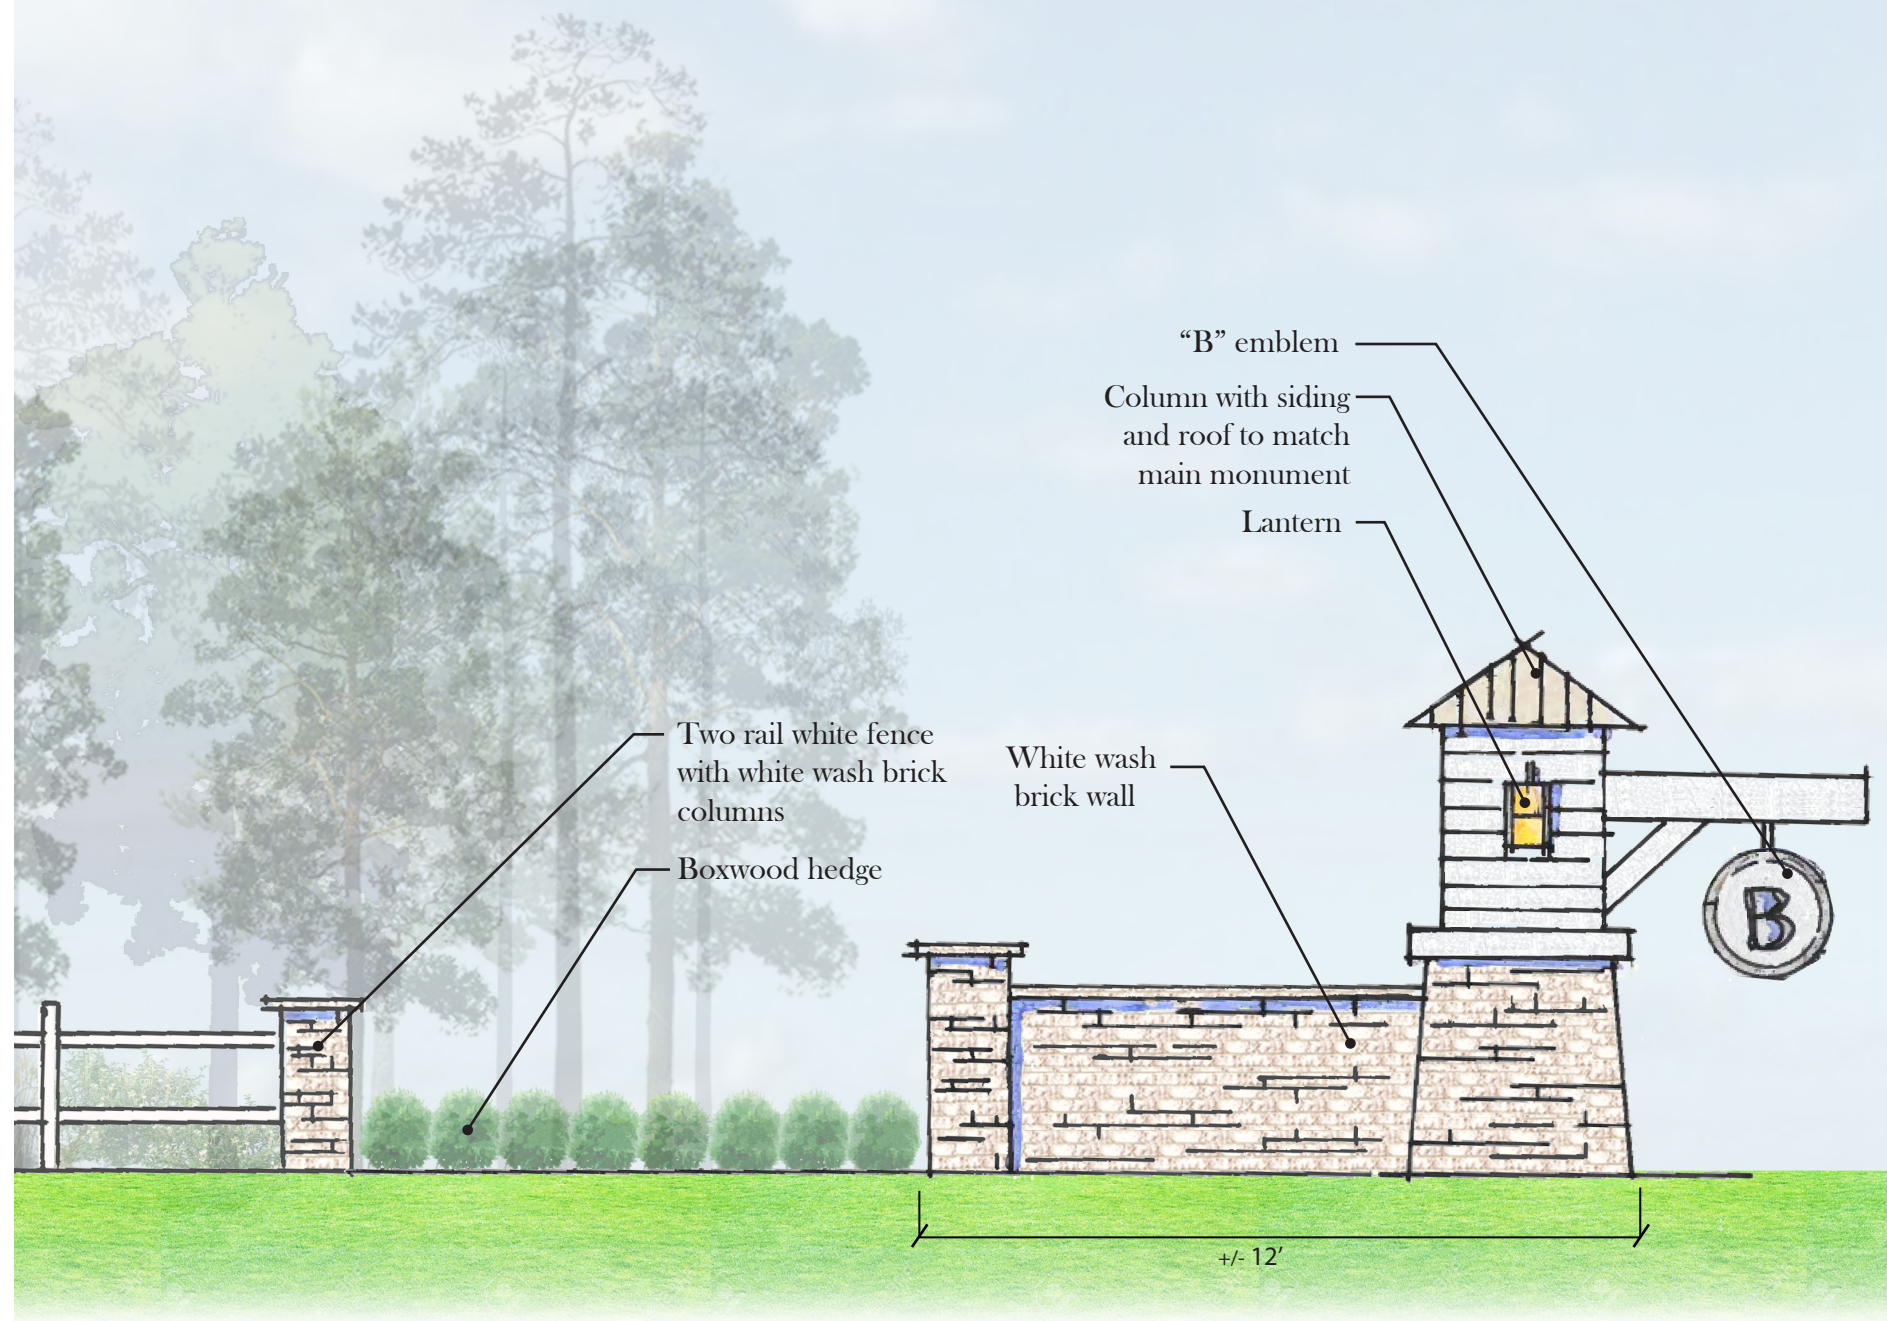 “B” emblem
Column with siding
and roof to match
main monument
Lantern
Two rail white fence
with white wash brick
columns
Boxwood hedge
White wash
brick wall
B
+/- 12’